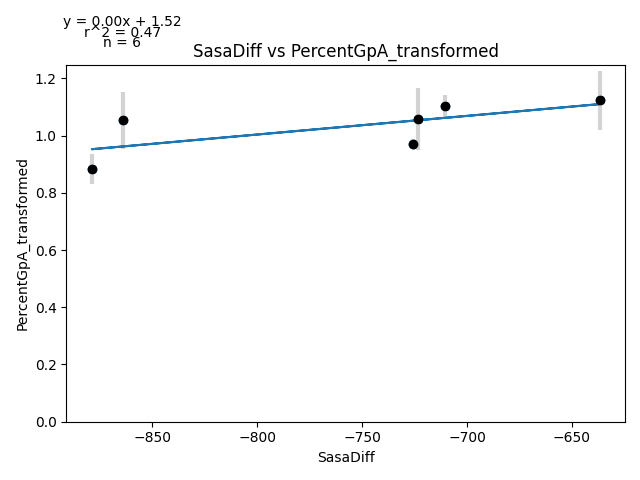 y = 0.00x + 1.52
r^2 = 0.47
n = 6
SasaDiff vs PercentGpA_transformed
1.2
1.0
0.8
0.6
0.4
0.2
0.0
PercentGpA_transformed
−850
−800
−750
−700
−650
SasaDiff